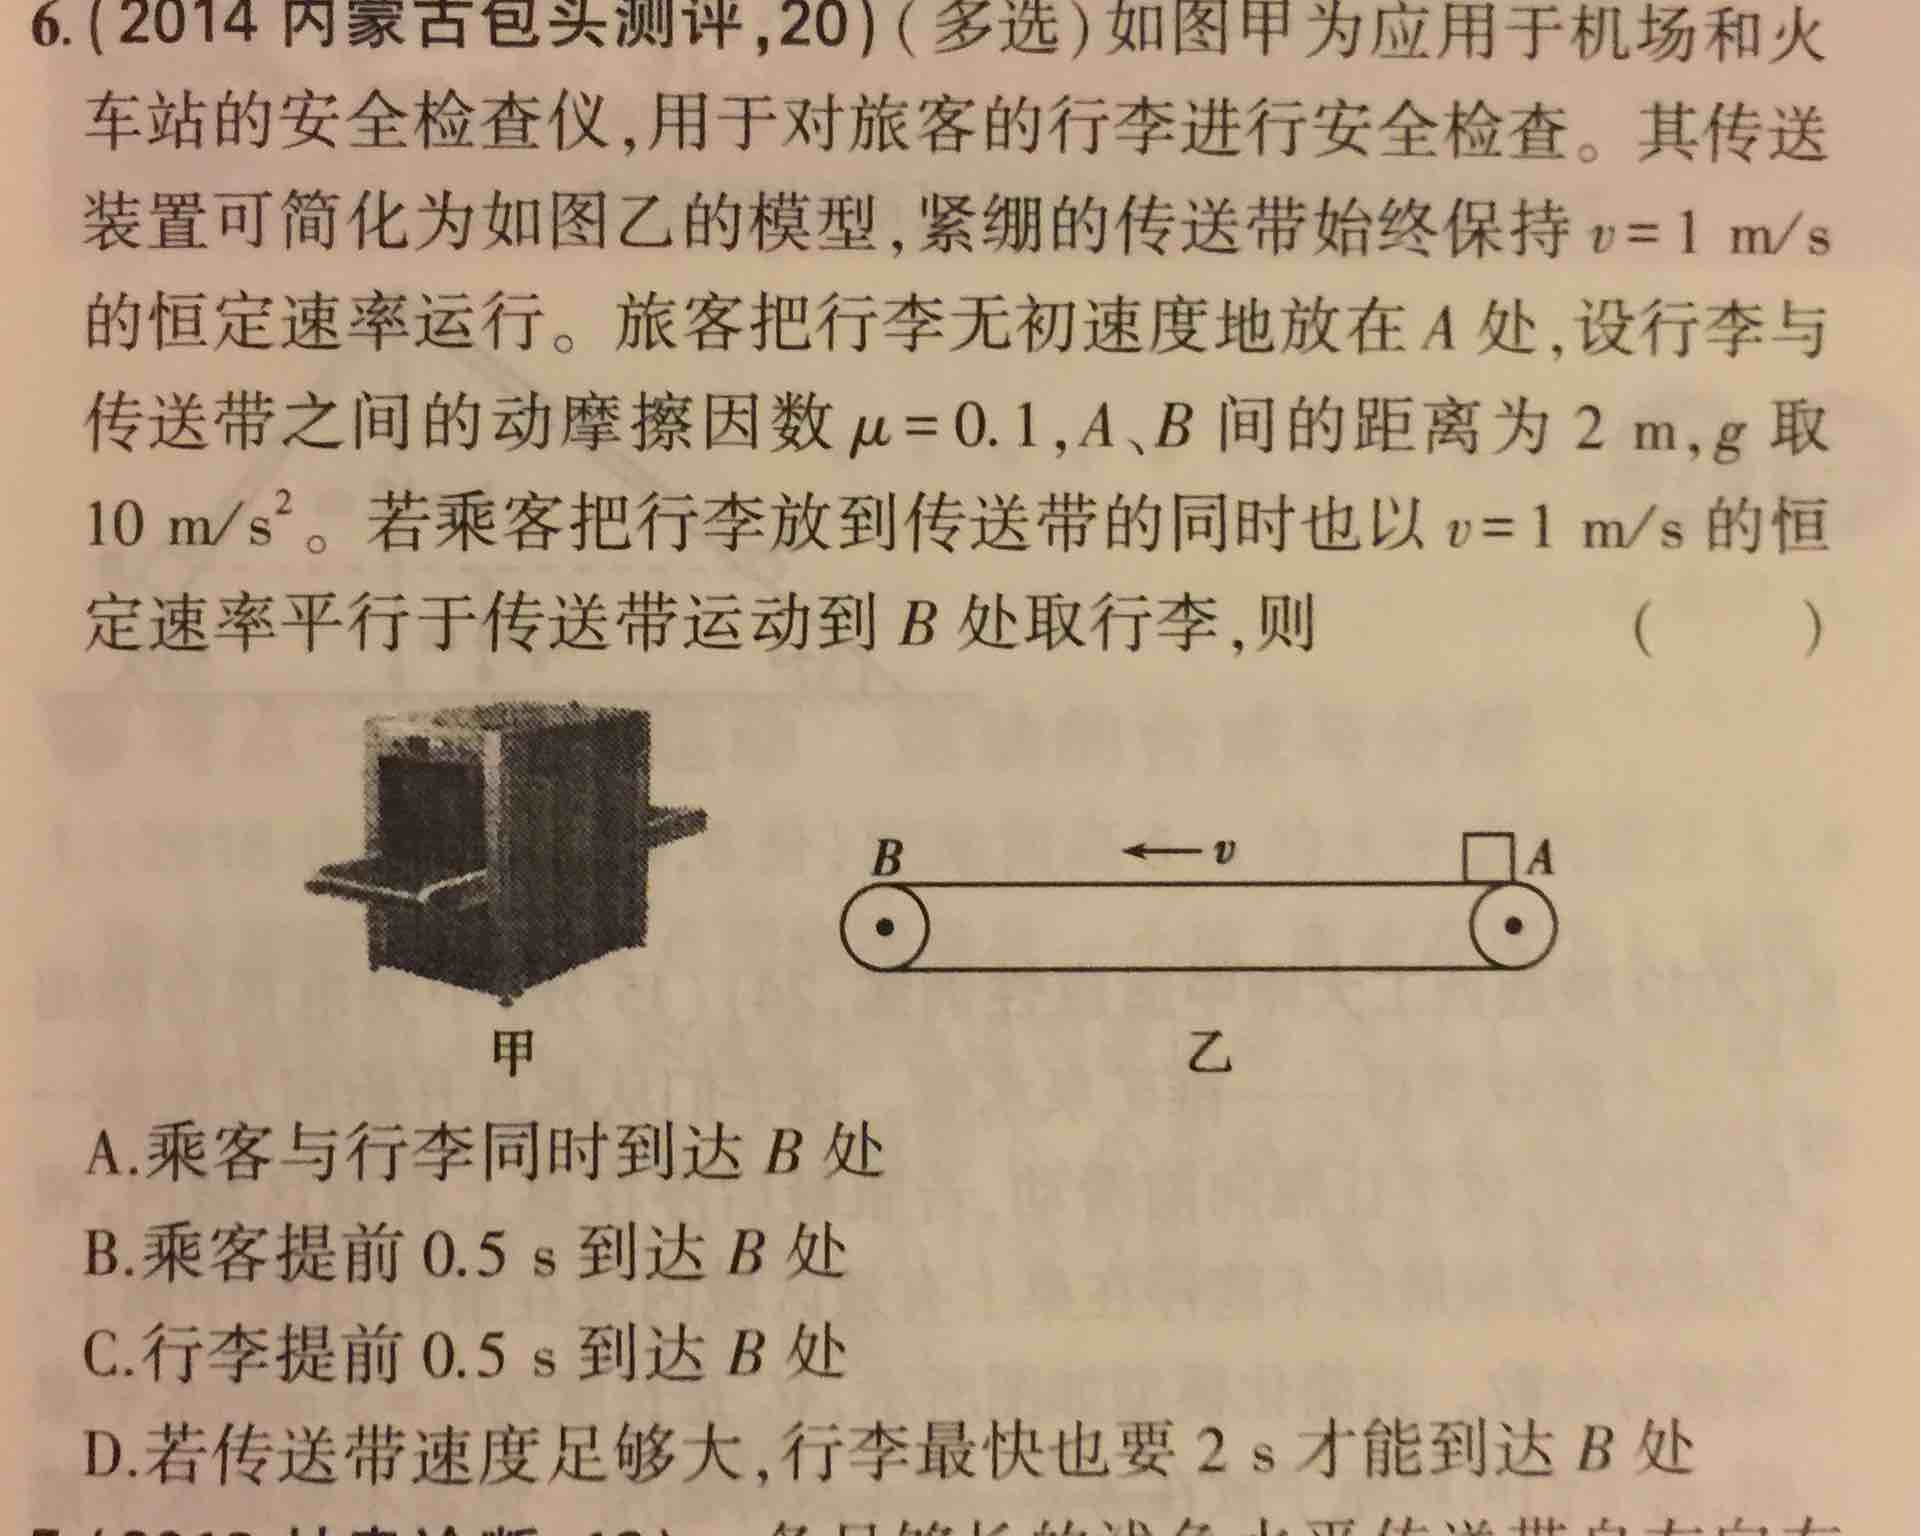 6.(2014 内蒙古包头测评,20)(多选)如图甲为应用于机场和火
车站的安全检查仪,用于对旅客的行李进行安全检查。其传送
装置可简化为如图乙的模型,紧绷的传送带始终保持 v=1 m/s
的恒定速率运行。旅客把行李无初速度地放在 A 处,设行李与
传送带之间的动摩擦因数 μ=0.1,A、B 间的距离为 2 m,g 取
10 m/s²。若乘客把行李放到传送带的同时也以 v=1 m/s 的恒
定速率平行于传送带运动到 B 处取行李,则 ( )
B v A
甲 乙
A.乘客与行李同时到达 B 处
B.乘客提前 0.5 s 到达 B 处
C.行李提前 0.5 s 到达 B 处
D.若传送带速度足够大,行李最快也要 2 s 才能到达 B 处